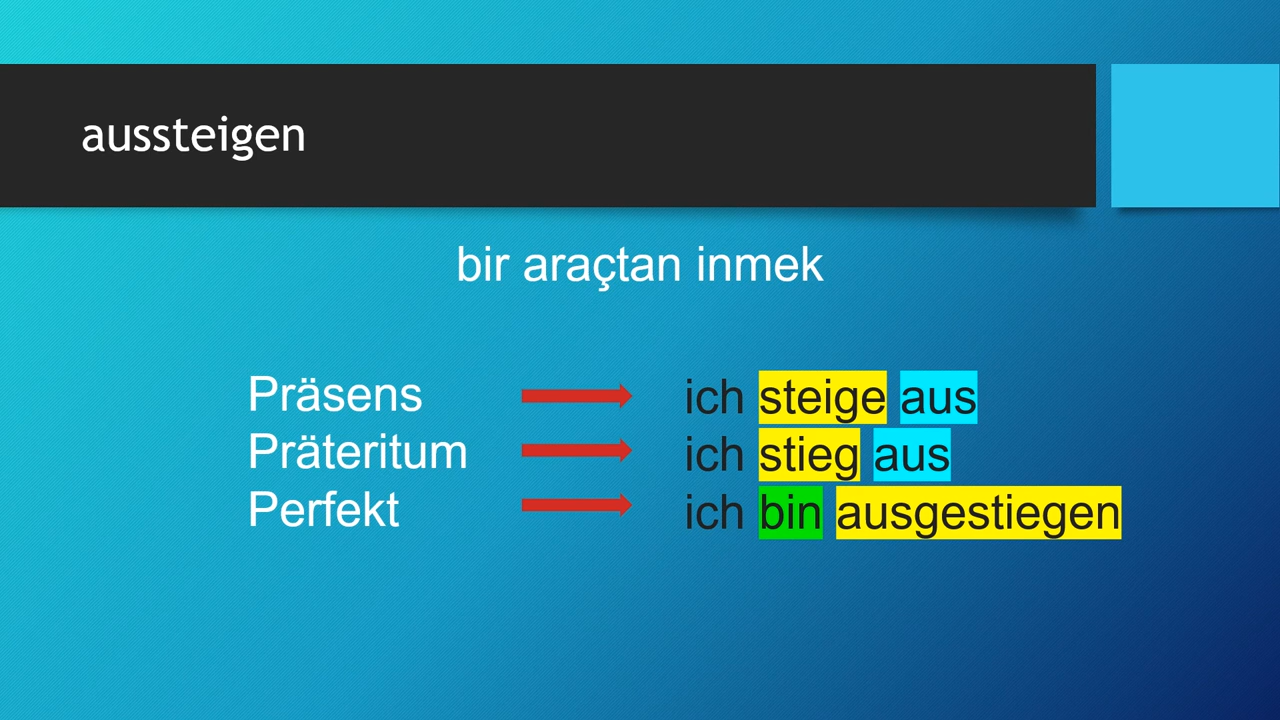 aussteigen
bir araçtan inmek
Präsens ich steige aus
Präteritum ich stieg aus
Perfekt ich bin ausgestiegen